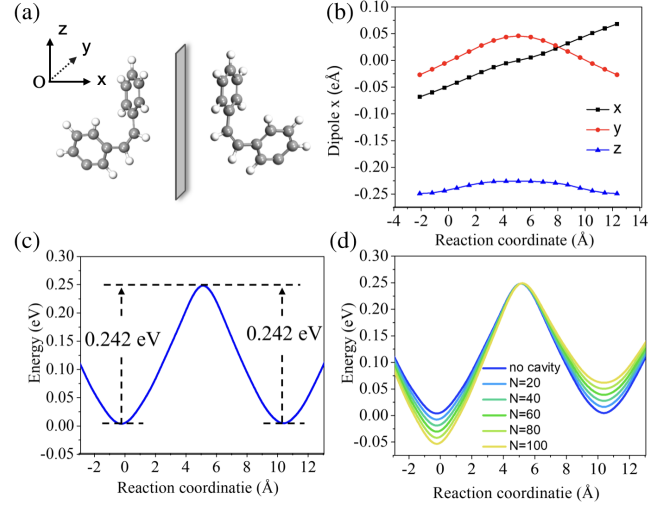 (a)
z
y
O
x
(b)
Dipole x (eÅ)
0.10
0.05
0.00
-0.05
-0.10
-0.15
-0.20
-0.25
x
y
z
-4 -2 0 2 4 6 8 10 12 14
Reaction coordinate (Å)
(c)
Energy (eV)
0.30
0.25
0.20
0.15
0.10
0.05
0.00
-0.05
0.242 eV
0.242 eV
-2 0 2 4 6 8 10 12
Reaction coordinatie (Å)
(d)
Energy (eV)
0.30
0.25
0.20
0.15
0.10
0.05
0.00
-0.05
no cavity
N=20
N=40
N=60
N=80
N=100
-2 0 2 4 6 8 10 12
Reaction coordinatie (Å)